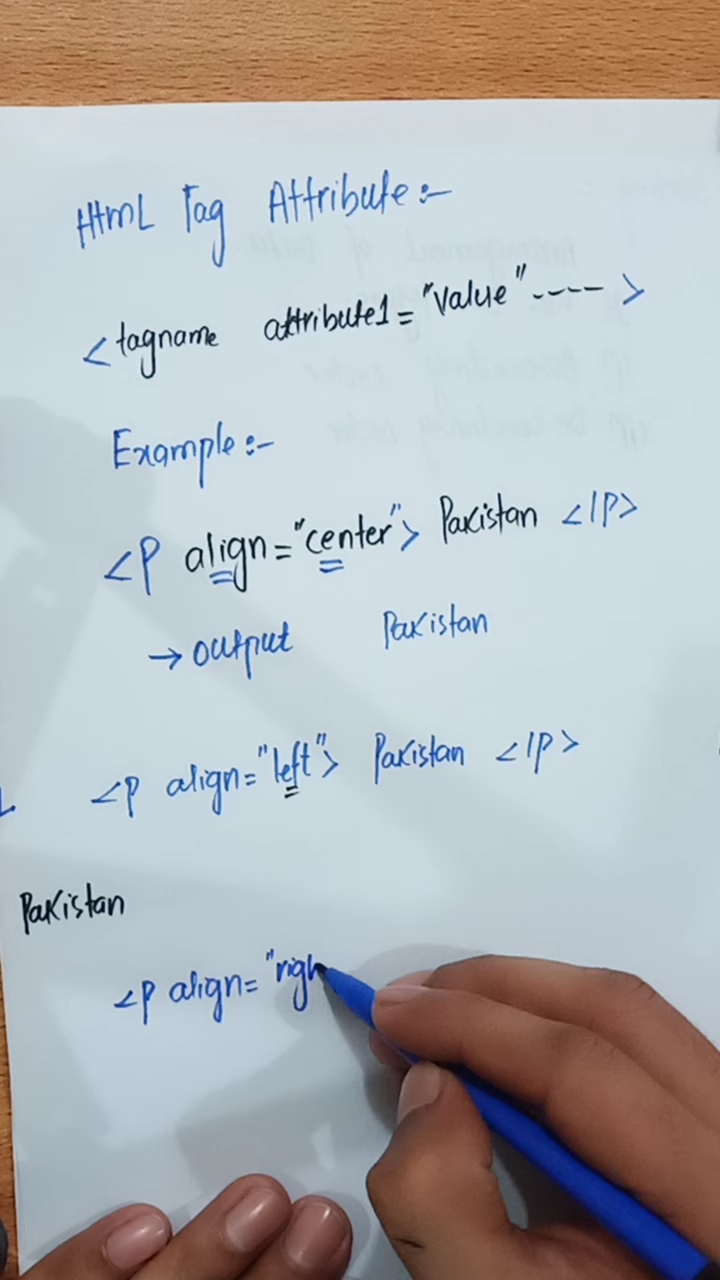 HtmL Tag Attribute:-
<tagname attribute1="value"---->
Example:-
<P align="center"> Pakistan </P>
→ output Pakistan
<P align="left"> Pakistan </P>
Pakistan
<P align="righ